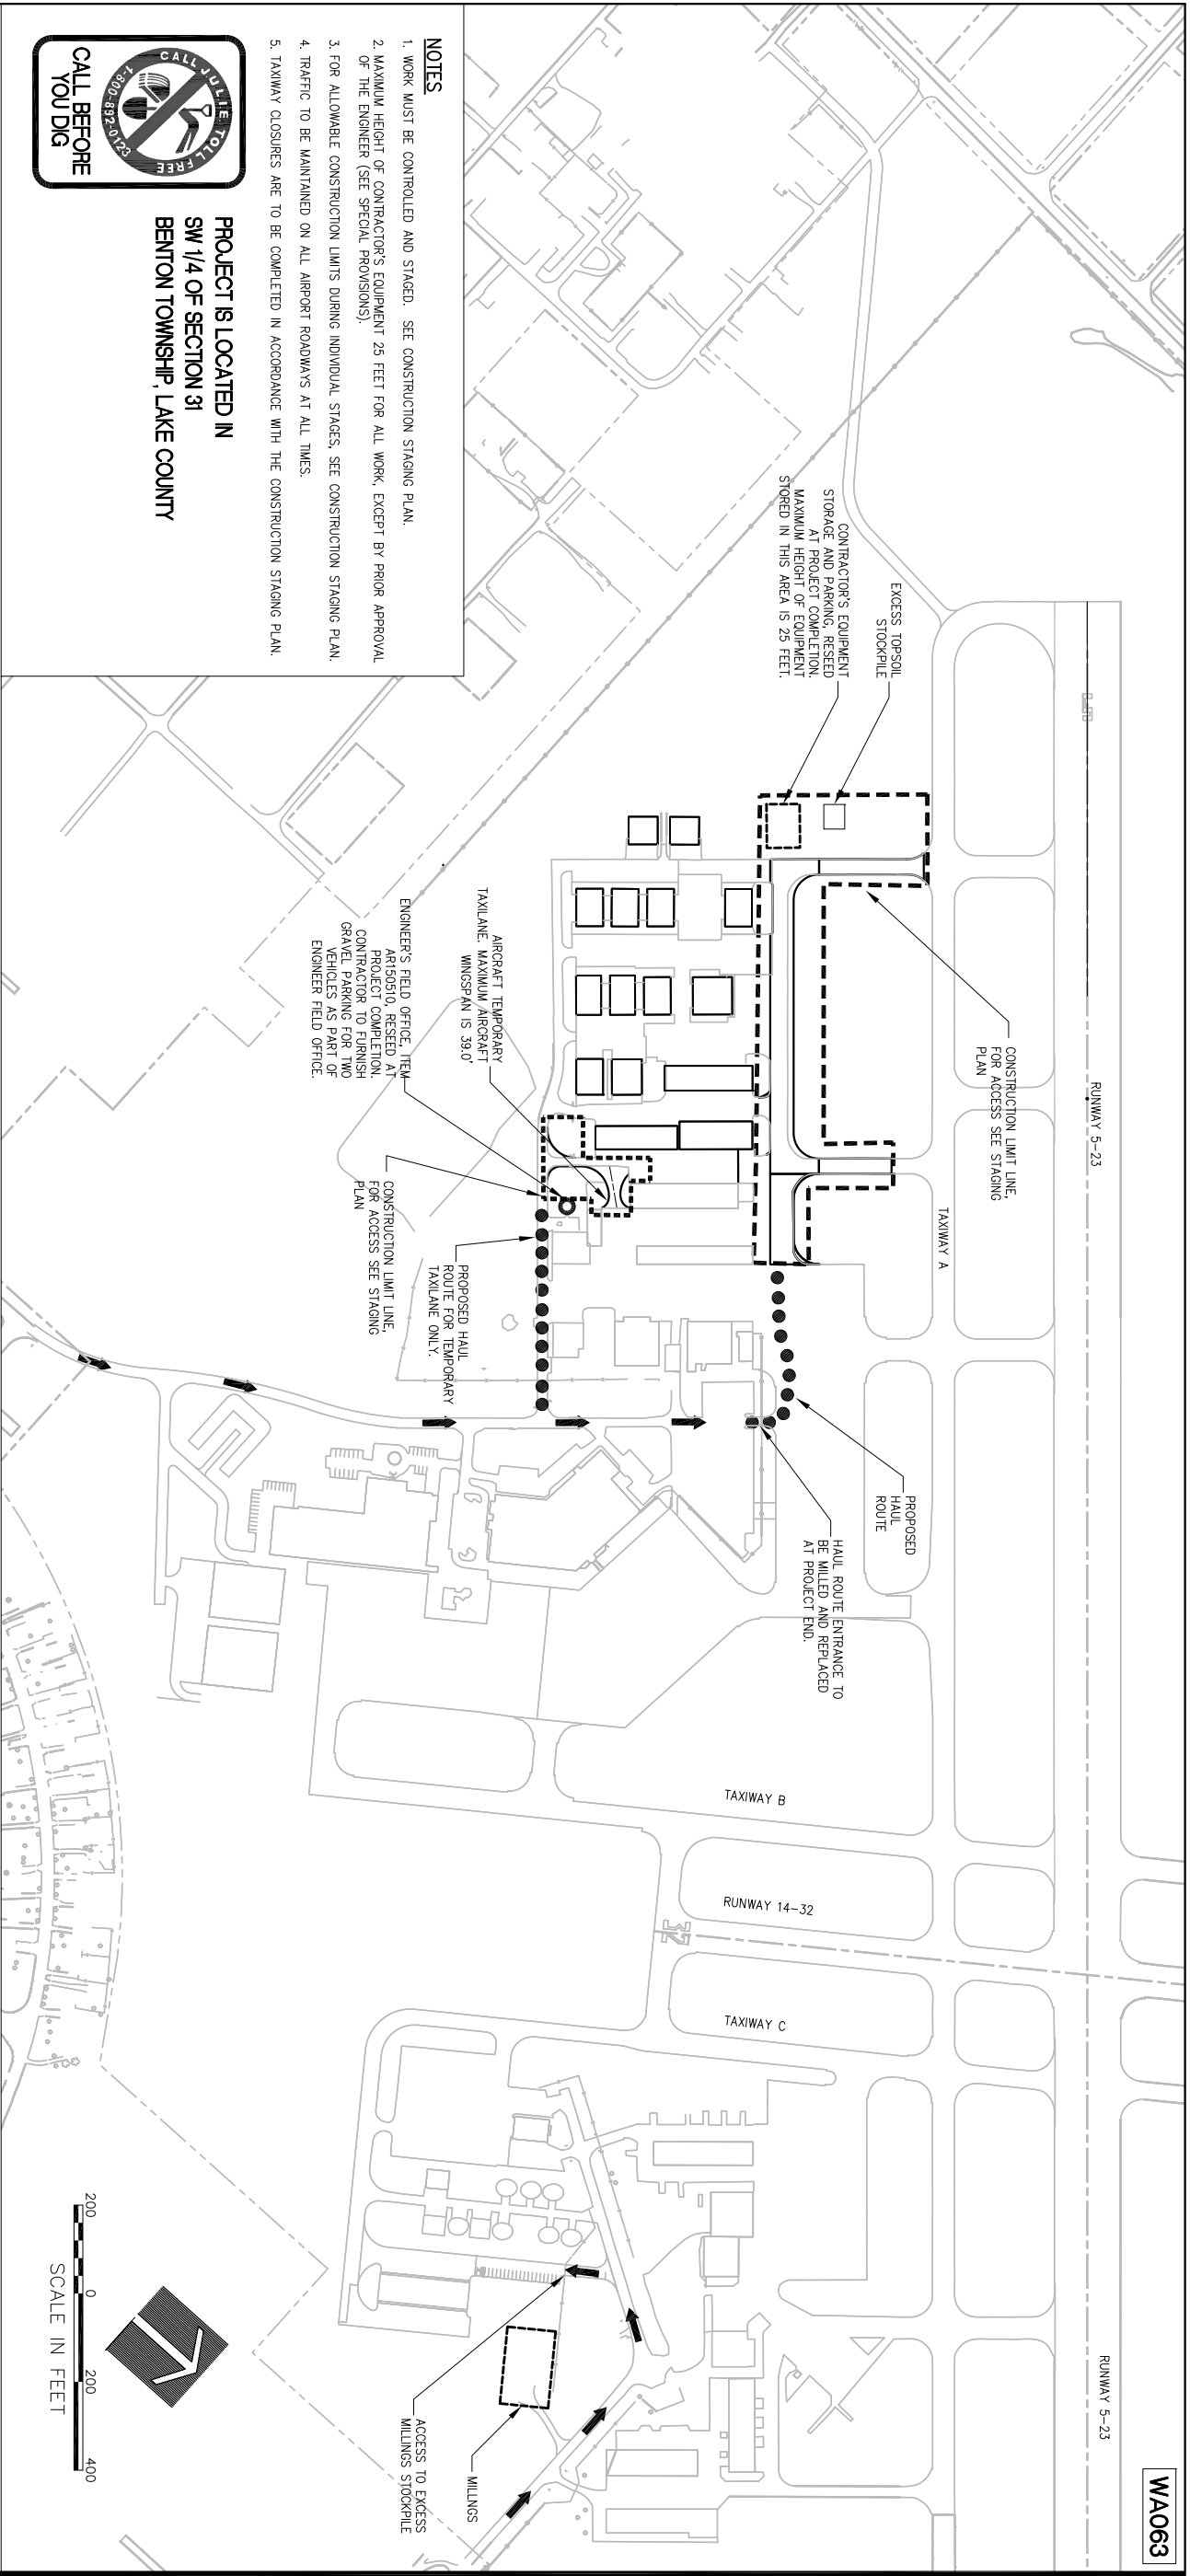 WA063
RUNWAY 5-23
RUNWAY 5-23
TAXIWAY A
CONSTRUCTION LIMIT LINE,
FOR ACCESS SEE STAGING
PLAN
EXCESS TOPSOIL
STOCKPILE
CONTRACTOR'S EQUIPMENT
STORAGE AND PARKING, RESEED
AT PROJECT COMPLETION.
MAXIMUM HEIGHT OF EQUIPMENT
STORED IN THIS AREA IS 25 FEET.
PROPOSED
HAUL
ROUTE
HAUL ROUTE ENTRANCE TO
BE MILLED AND REPLACED
AT PROJECT END.
TAXIWAY B
RUNWAY 14-32
32
TAXIWAY C
AIRCRAFT TEMPORARY
TAXILANE. MAXIMUM AIRCRAFT
WINGSPAN IS 39.0'
ENGINEER'S FIELD OFFICE, ITEM
AR150510, RESEED AT
PROJECT COMPLETION.
CONTRACTOR TO FURNISH
GRAVEL PARKING FOR TWO
VEHICLES AS PART OF
ENGINEER FIELD OFFICE.
PROPOSED HAUL
ROUTE FOR TEMPORARY
TAXILANE ONLY.
CONSTRUCTION LIMIT LINE,
FOR ACCESS SEE STAGING
PLAN
MILLNGS
ACCESS TO EXCESS
MILLINGS STOCKPILE
NOTES
1. WORK MUST BE CONTROLLED AND STAGED. SEE CONSTRUCTION STAGING PLAN.
2. MAXIMUM HEIGHT OF CONTRACTOR'S EQUIPMENT 25 FEET FOR ALL WORK, EXCEPT BY PRIOR APPROVAL
OF THE ENGINEER (SEE SPECIAL PROVISIONS).
3. FOR ALLOWABLE CONSTRUCTION LIMITS DURING INDIVIDUAL STAGES, SEE CONSTRUCTION STAGING PLAN.
4. TRAFFIC TO BE MAINTAINED ON ALL AIRPORT ROADWAYS AT ALL TIMES.
5. TAXIWAY CLOSURES ARE TO BE COMPLETED IN ACCORDANCE WITH THE CONSTRUCTION STAGING PLAN.
CALL JULIE TOLL FREE
1-800-892-0123
CALL BEFORE
YOU DIG
PROJECT IS LOCATED IN
SW 1/4 OF SECTION 31
BENTON TOWNSHIP, LAKE COUNTY
200 0 200 400
SCALE IN FEET